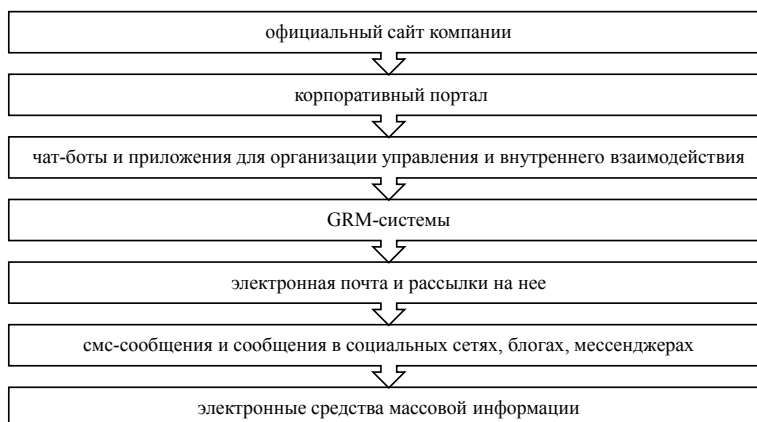 официальный сайт компании
корпоративный портал
чат-боты и приложения для организации управления и внутреннего взаимодействия
GRM-системы
электронная почта и рассылки на нее
смс-сообщения и сообщения в социальных сетях, блогах, мессенджерах
электронные средства массовой информации